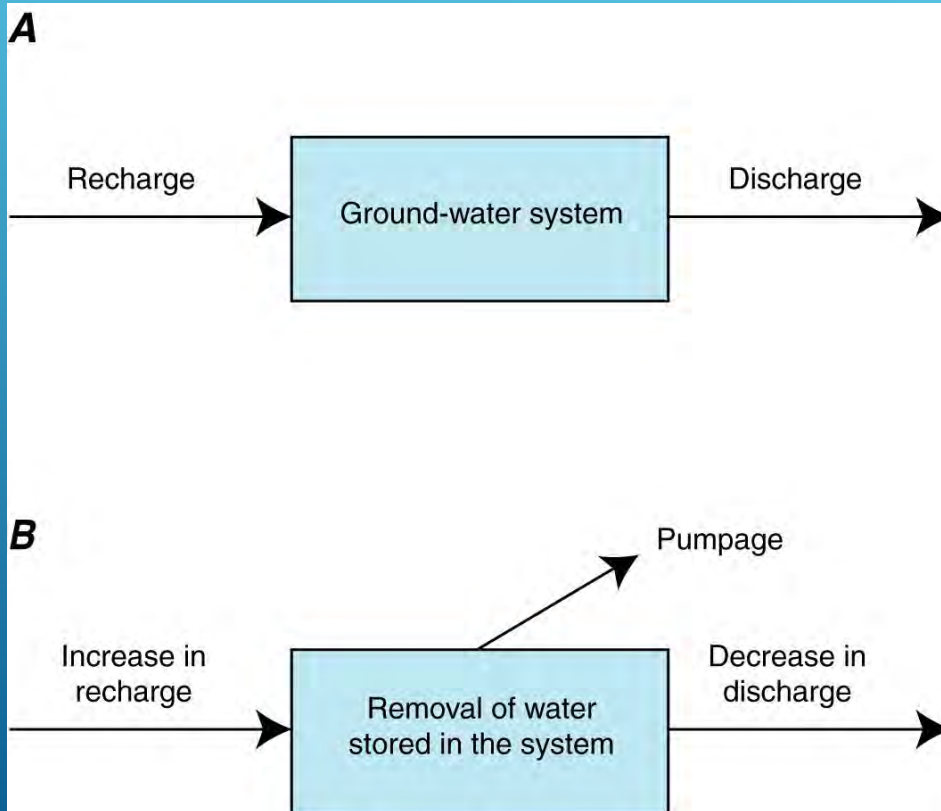 A
Recharge
Ground-water system
Discharge
B
Pumpage
Increase in
recharge
Removal of water
stored in the system
Decrease in
discharge